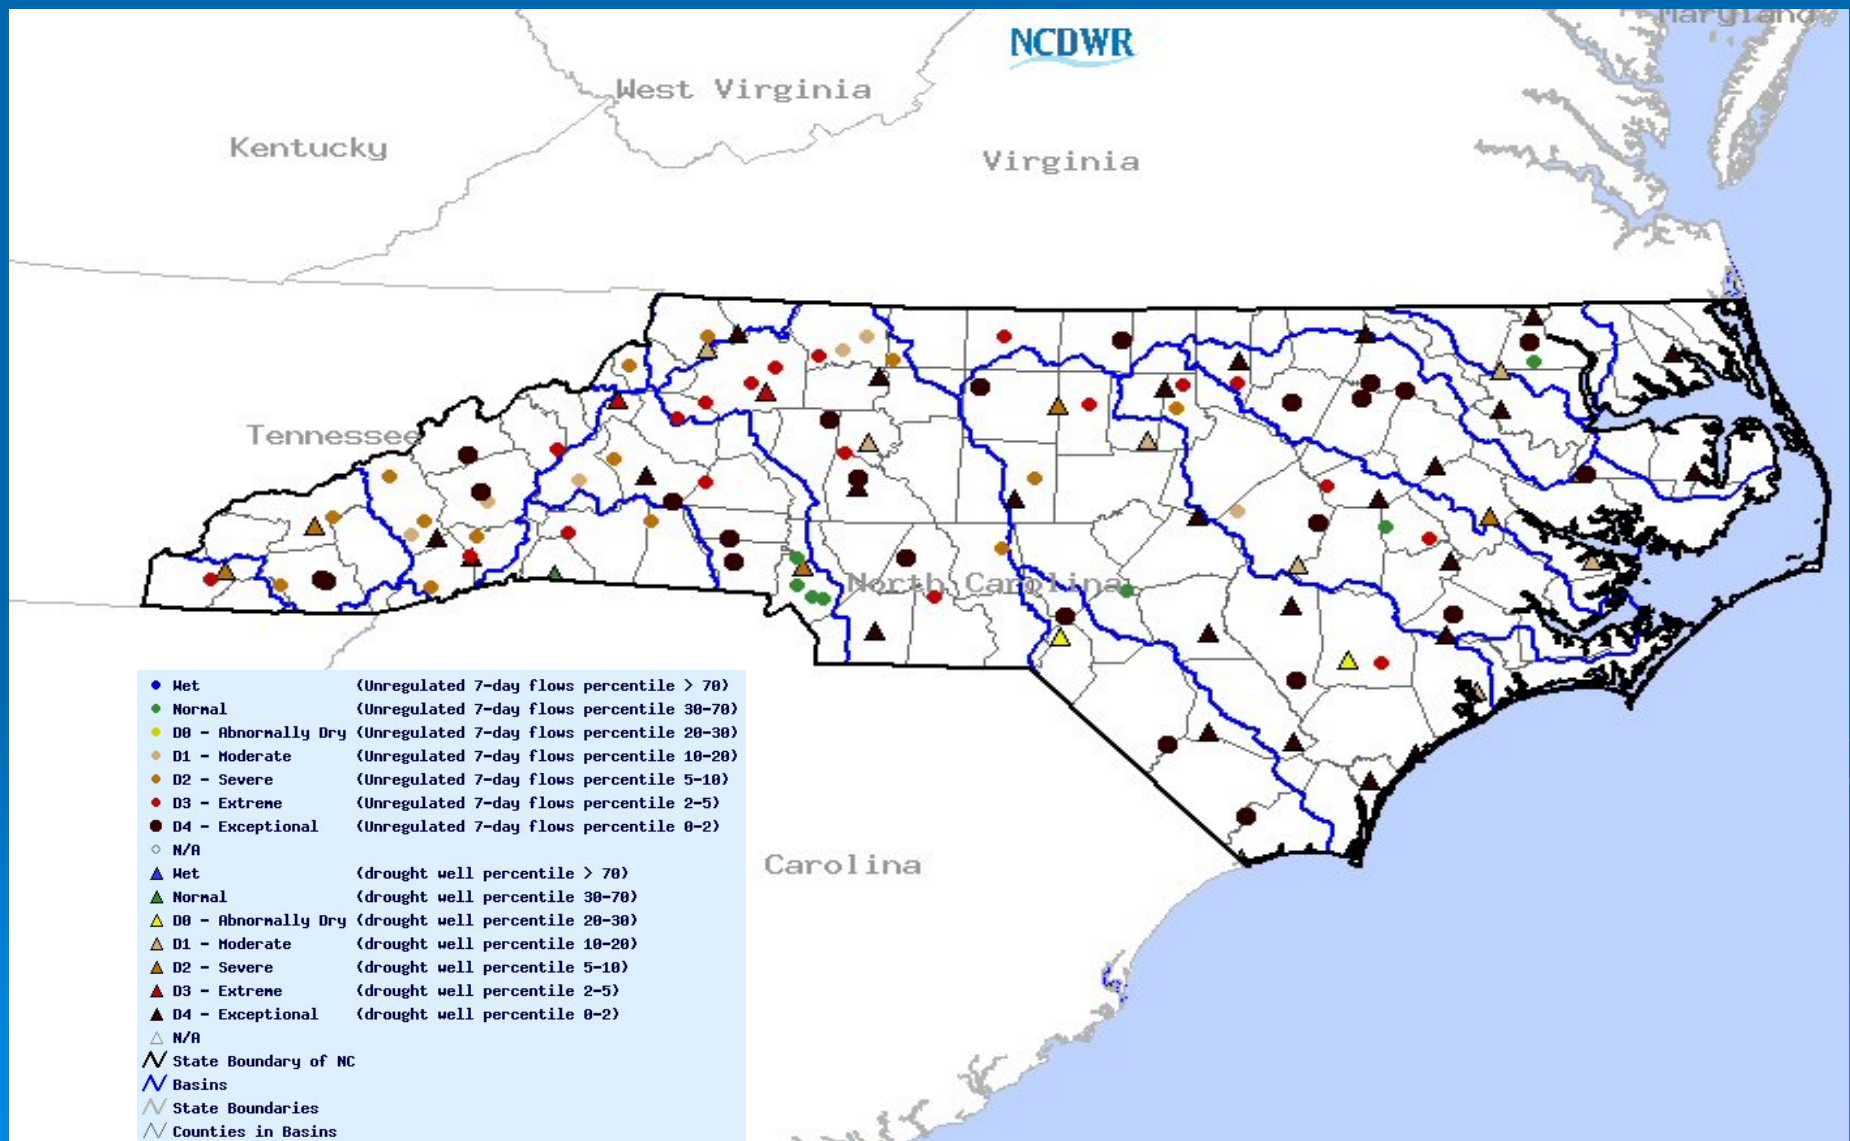 Maryland
NCDWR
West Virginia
Kentucky
Virginia
Tennessee
North Carolina
Carolina
Wet (Unregulated 7-day flows percentile > 70)
Normal (Unregulated 7-day flows percentile 30-70)
D0 - Abnormally Dry (Unregulated 7-day flows percentile 20-30)
D1 - Moderate (Unregulated 7-day flows percentile 10-20)
D2 - Severe (Unregulated 7-day flows percentile 5-10)
D3 - Extreme (Unregulated 7-day flows percentile 2-5)
D4 - Exceptional (Unregulated 7-day flows percentile 0-2)
N/A
Wet (drought well percentile > 70)
Normal (drought well percentile 30-70)
D0 - Abnormally Dry (drought well percentile 20-30)
D1 - Moderate (drought well percentile 10-20)
D2 - Severe (drought well percentile 5-10)
D3 - Extreme (drought well percentile 2-5)
D4 - Exceptional (drought well percentile 0-2)
N/A
State Boundary of NC
Basins
State Boundaries
Counties in Basins